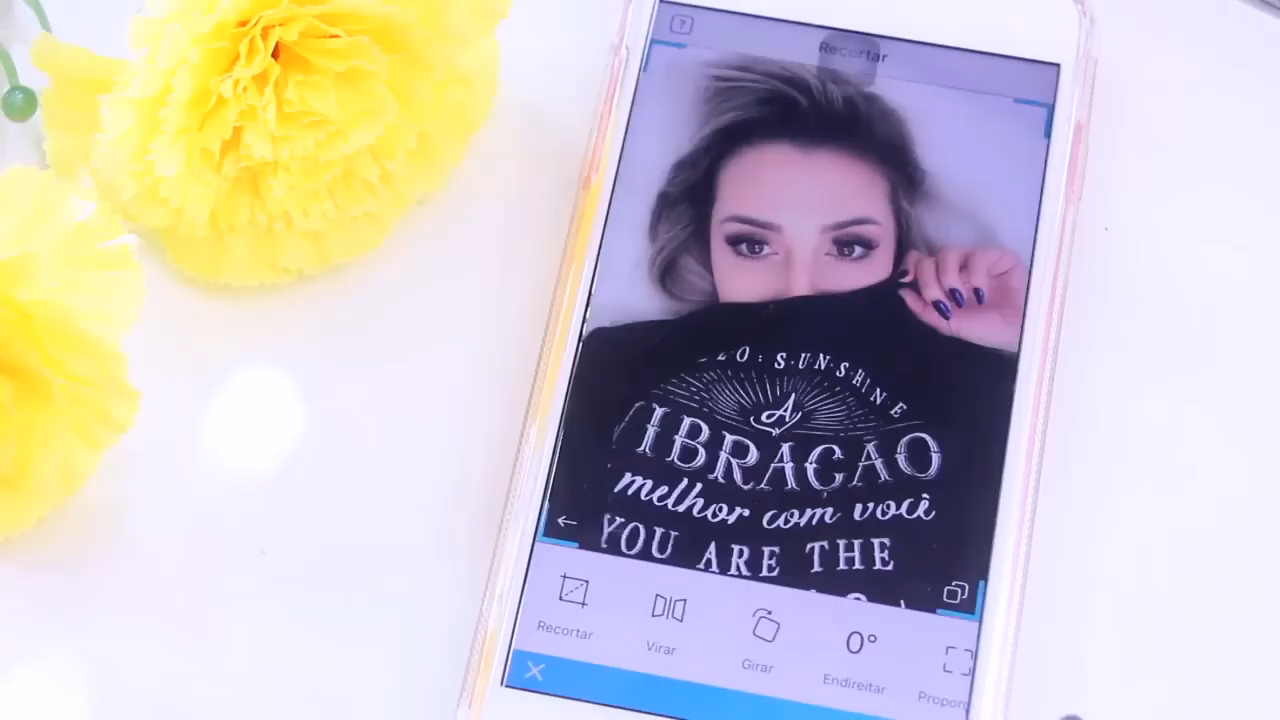 ?
Recortar
SUNSHINE
A
VIBRAÇÃO
melhor com você
YOU ARE THE
Recortar
Virar
Girar
0°
Endireitar